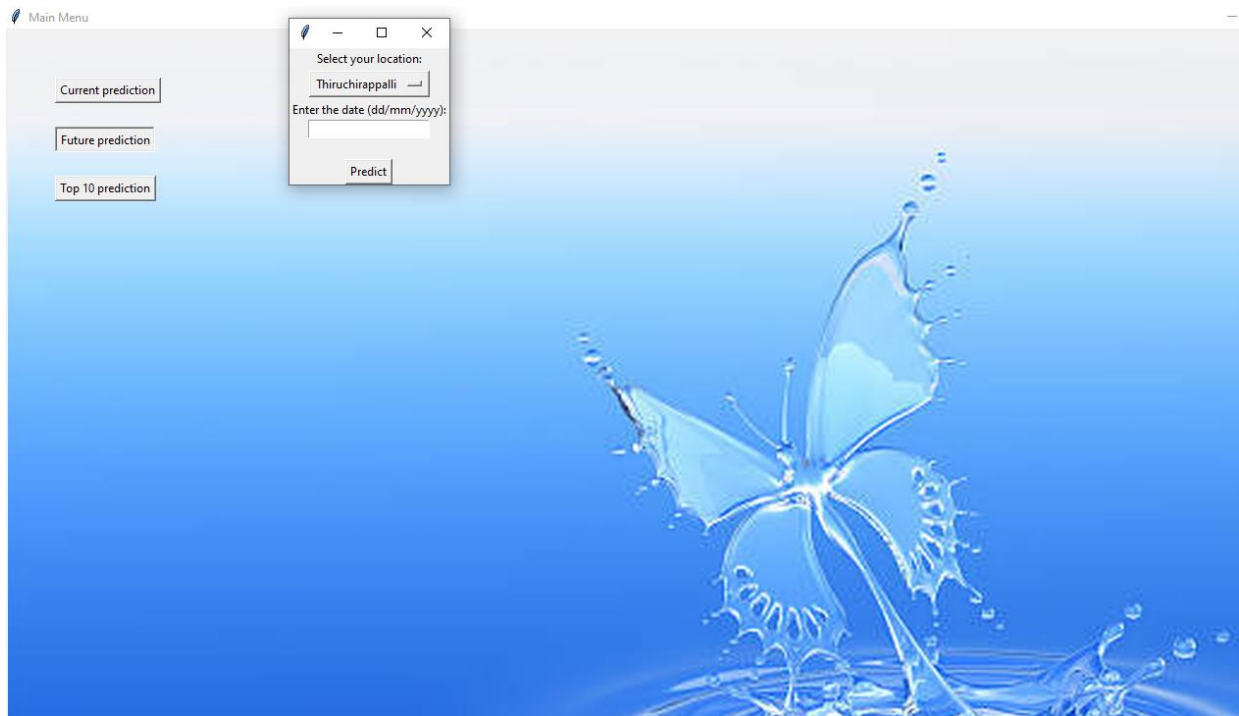 Main Menu
Current prediction
Future prediction
Top 10 prediction
Select your location:
Thiruchirappalli
Enter the date (dd/mm/yyyy):
Predict